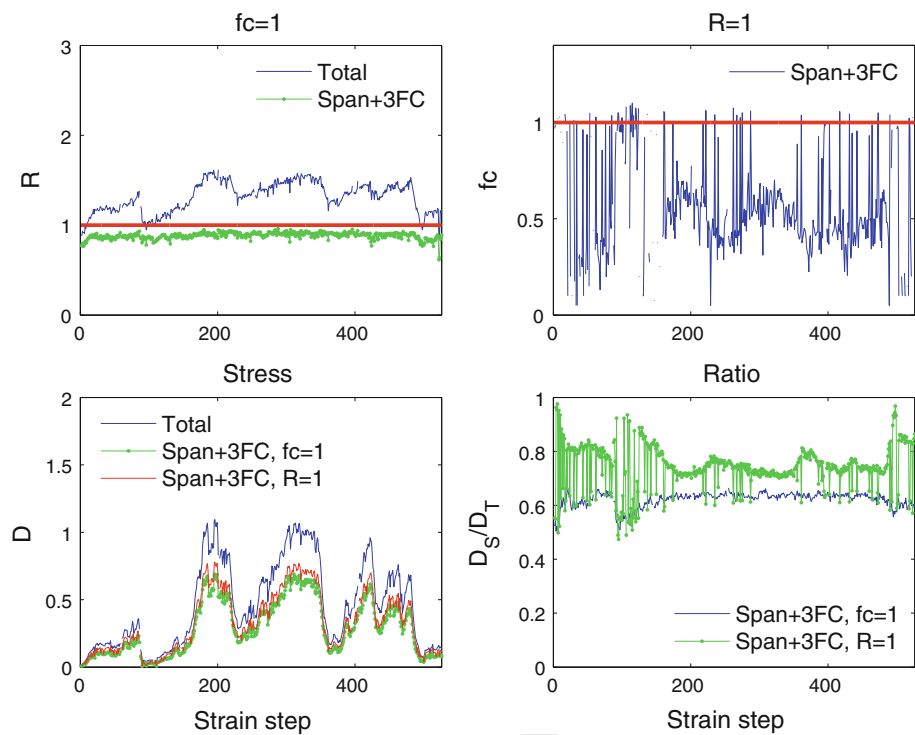 fc=1
3
2
1
0
R
Total
Span+3FC
0
200
400
R=1
1
0.5
0
fc
Span+3FC
0
200
400
Stress
2
1.5
1
0.5
0
D
Total
Span+3FC, fc=1
Span+3FC, R=1
0
200
400
Strain step
Ratio
1
0.8
0.6
0.4
0.2
0
D_S/D_T
Span+3FC, fc=1
Span+3FC, R=1
0
200
400
Strain step